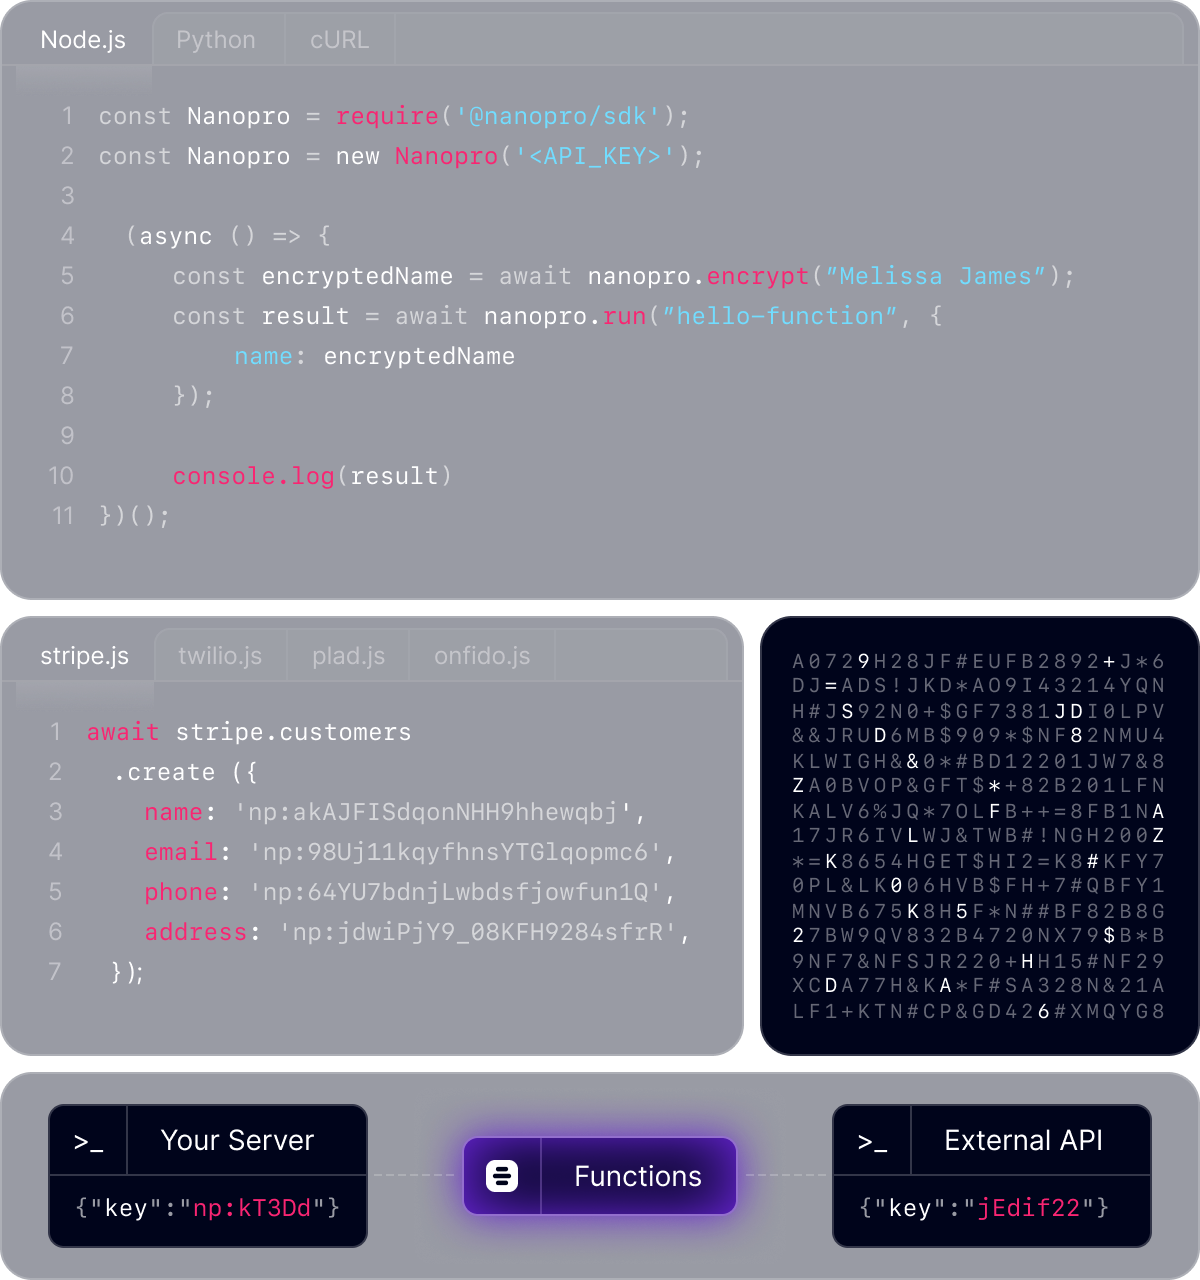 Node.js Python cURL
1 const Nanopro = require('@nanopro/sdk');
2 const Nanopro = new Nanopro('<API_KEY>');
3
4 (async () => {
5 const encryptedName = await nanopro.encrypt(”Melissa James”);
6 const result = await nanopro.run(”hello–function”, {
7 name: encryptedName
8 });
9
10 console.log(result)
11 })();
stripe.js twilio.js plad.js onfido.js
1 await stripe.customers
2 .create ({
3 name: 'np:akAJFISdqonNHH9hhewqbj',
4 email: 'np:98Uj11kqyfhnsYTGlqopmc6',
5 phone: 'np:64YU7bdnjLwbdsfjowfun1Q',
6 address: 'np:jdwiPjY9_08KFH9284sfrR',
7 });
A0729H28JF#EUFB2892+J*6
DJ=ADS!JKD*AO9I43214YQN
H#JS92N0+$GF7381JDI0LPV
&&JRUD6MB$909*$NF82NMU4
KLWIGH&&0*#BD12201JW7&8
ZA0BVOP&GFT$*+82B201LFN
KALV6%JQ*7OLFB++=8FB1NA
17JR6IVLWJ&TWB#!NGH200Z
*=K8654HGET$HI2=K8#KFY7
0PL&LK006HVB$FH+7#QBFY1
MNVB675K8H5F*N##BF82B8G
27BW9QV832B4720NX79$B*B
9NF7&NFSJR220+HH15#NF29
XCDA77H&KA*F#SA328N&21A
LF1+KTN#CP&GD426#XMQYG8
>_ Your Server
{"key":"np:kT3Dd"}
Functions
>_ External API
{"key":"jEdif22"}